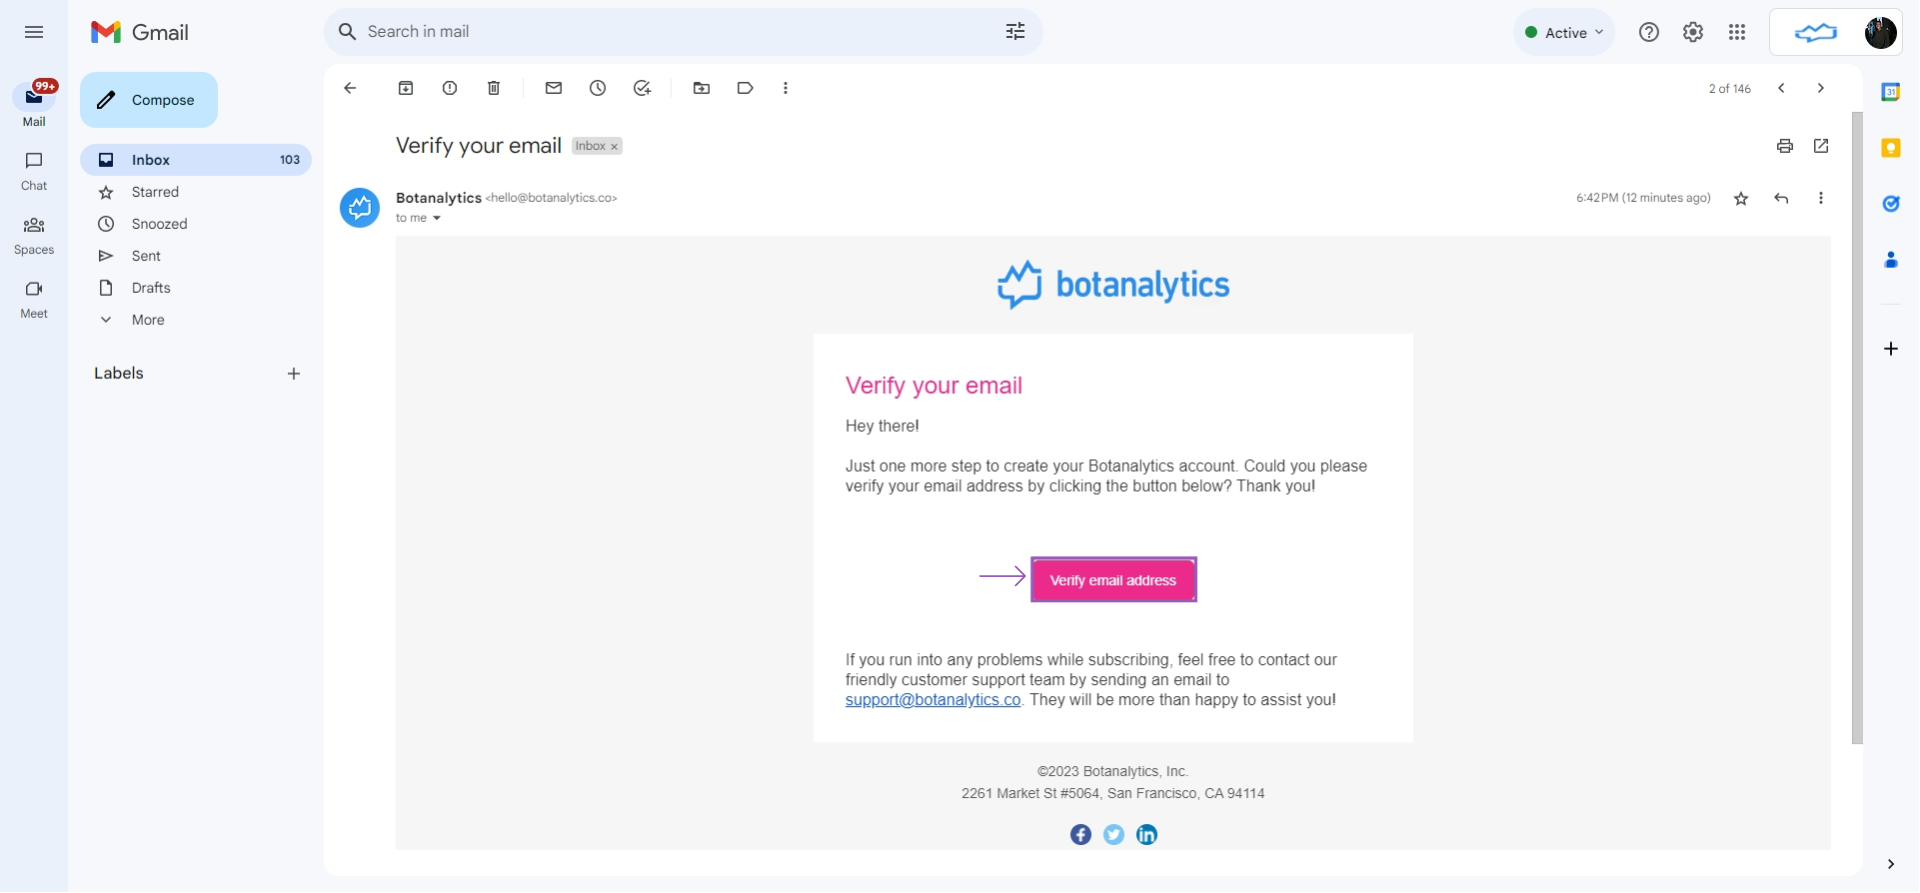 Gmail
Search in mail
Active
99+
Mail
Chat
Spaces
Meet
Compose
Inbox 103
Starred
Snoozed
Sent
Drafts
More
Labels
2 of 146
31
Verify your email Inbox ×
Botanalytics <hello@botanalytics.co> 6:42 PM (12 minutes ago)
to me
botanalytics
Verify your email
Hey there!
Just one more step to create your Botanalytics account. Could you please
verify your email address by clicking the button below? Thank you!
Verify email address
If you run into any problems while subscribing, feel free to contact our
friendly customer support team by sending an email to
support@botanalytics.co. They will be more than happy to assist you!
©2023 Botanalytics, Inc.
2261 Market St #5064, San Francisco, CA 94114